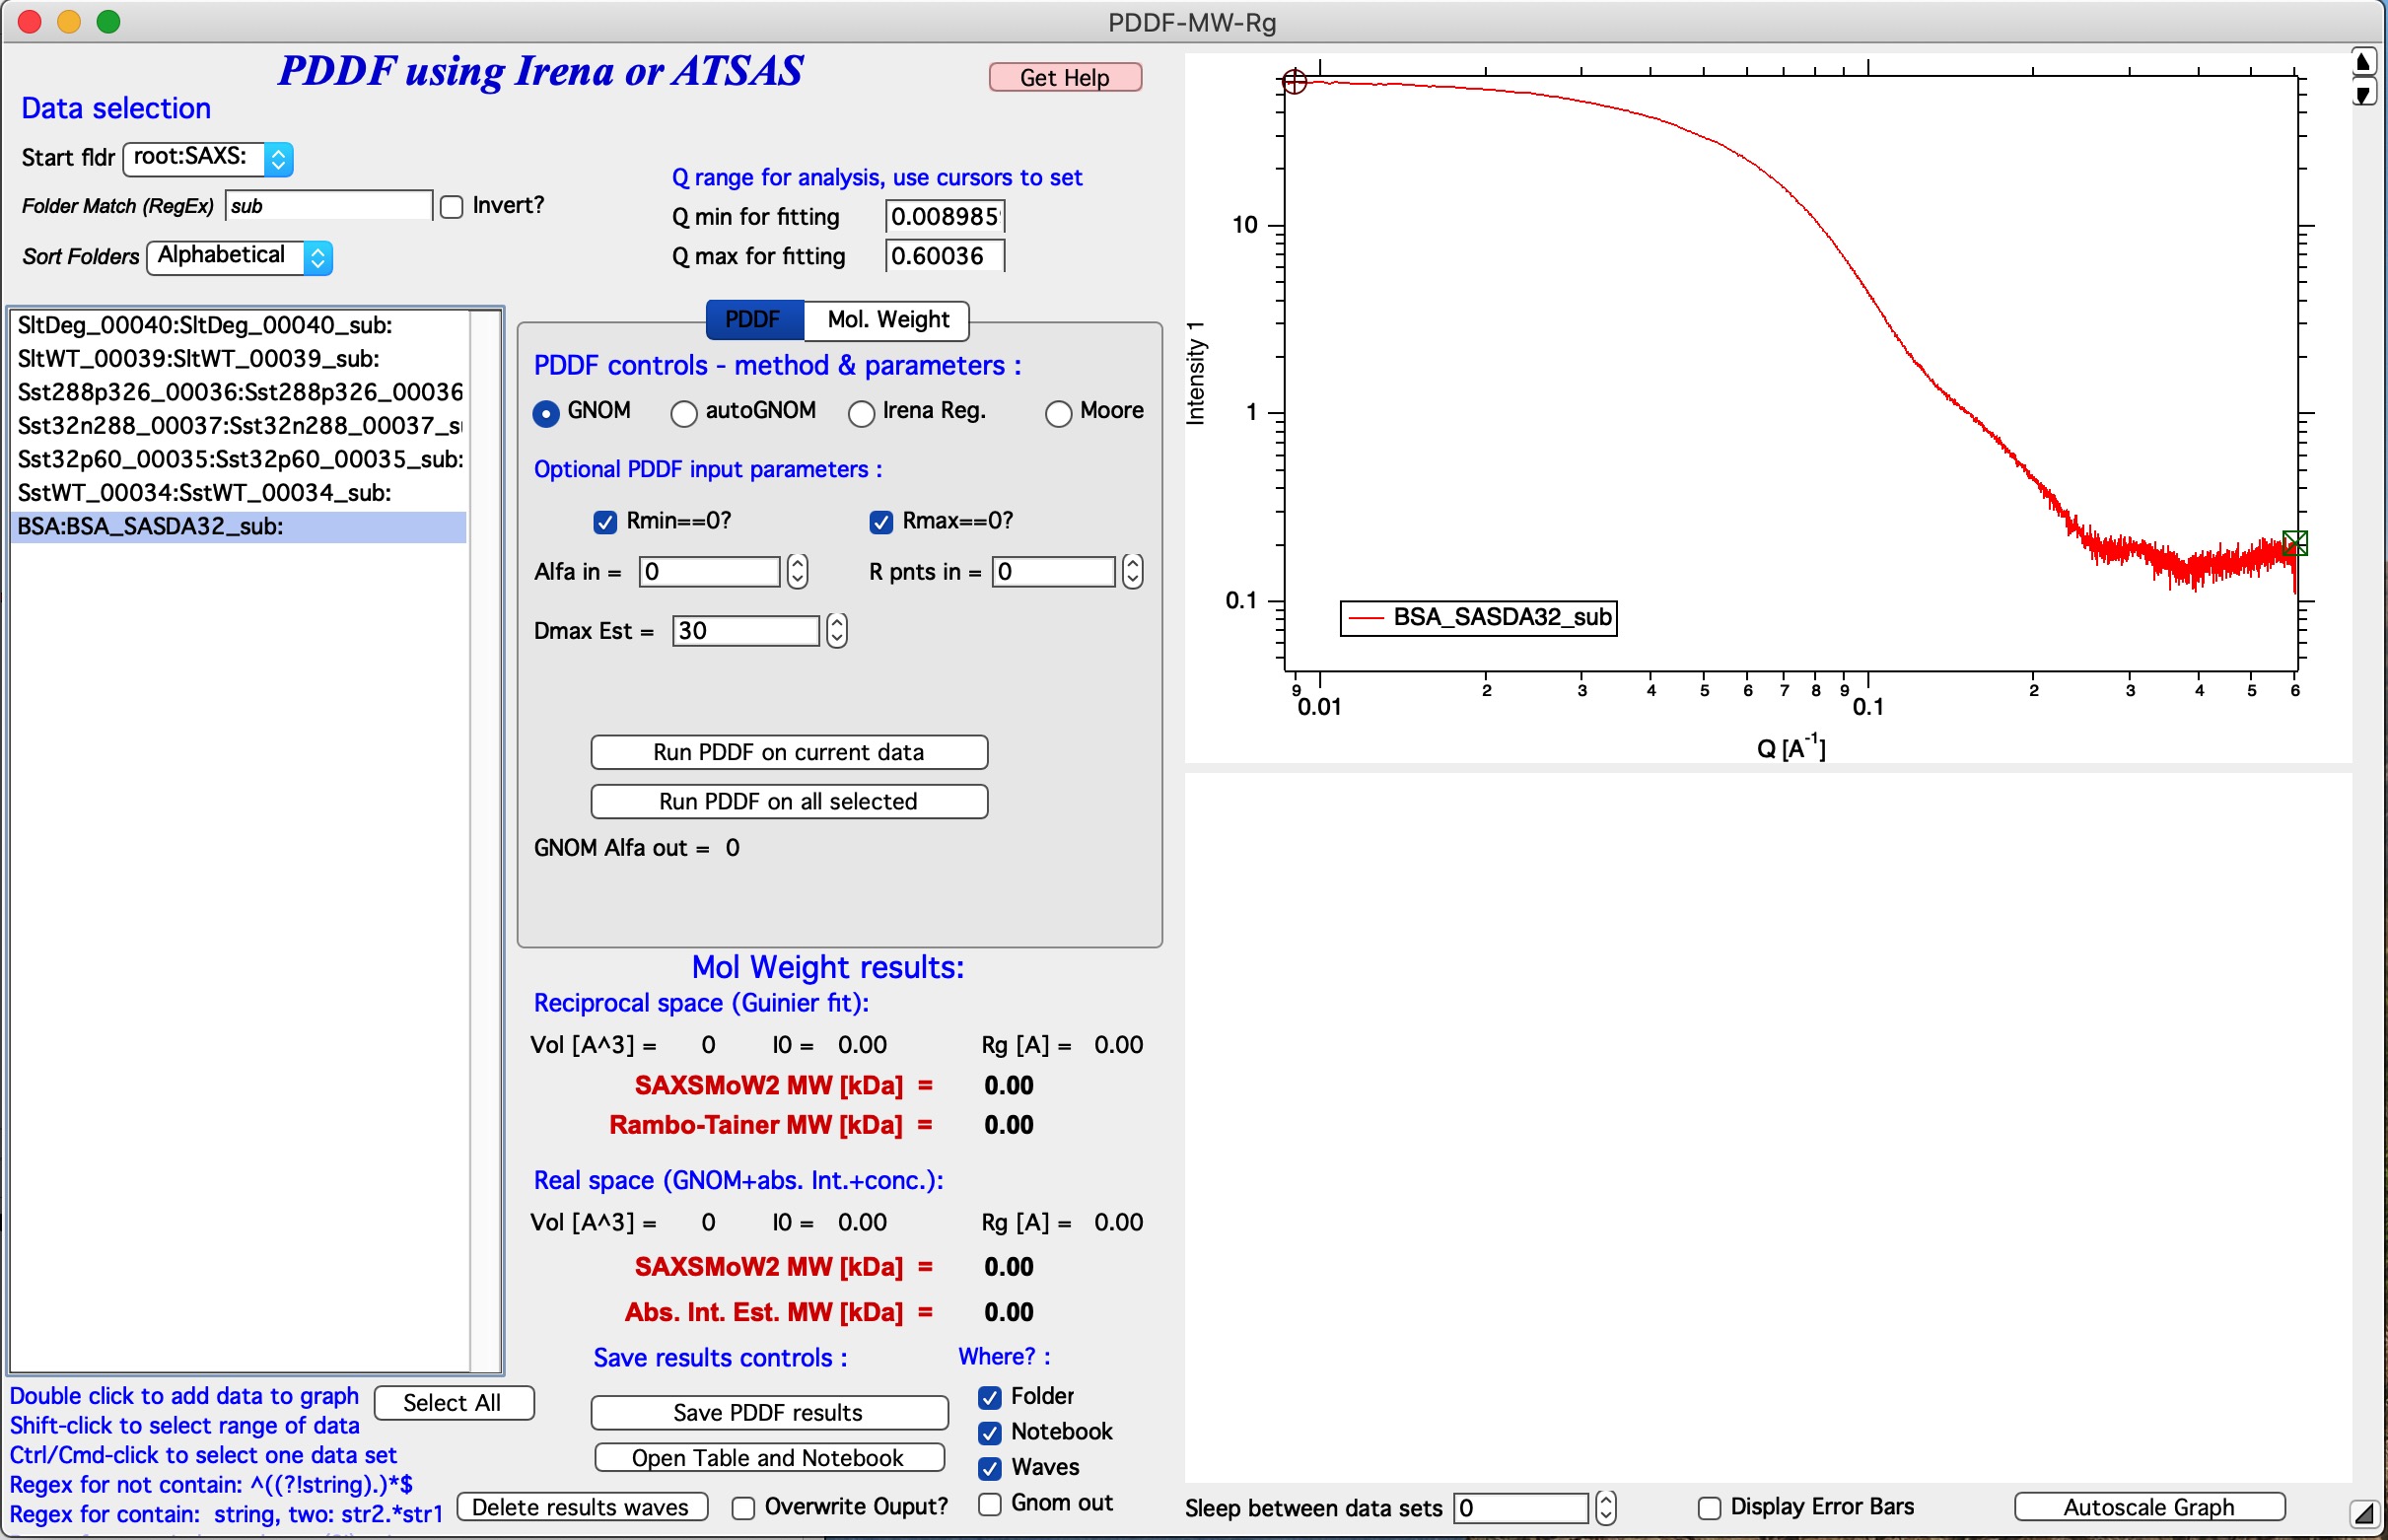 PDDF-MW-Rg
PDDF using Irena or ATSAS
Get Help
Data selection
Start fldr root:SAXS:
Folder Match (RegEx) sub Invert?
Sort Folders Alphabetical
Q range for analysis, use cursors to set
Q min for fitting 0.008985
Q max for fitting 0.60036
SltDeg_00040:SltDeg_00040_sub:
SltWT_00039:SltWT_00039_sub:
Sst288p326_00036:Sst288p326_00036
Sst32n288_00037:Sst32n288_00037_s
Sst32p60_00035:Sst32p60_00035_sub:
SstWT_00034:SstWT_00034_sub:
BSA:BSA_SASDA32_sub:
PDDF Mol. Weight
PDDF controls - method & parameters :
GNOM autoGNOM Irena Reg. Moore
Optional PDDF input parameters :
Rmin==0? Rmax==0?
Alfa in = 0 R pnts in = 0
Dmax Est = 30
Run PDDF on current data
Run PDDF on all selected
GNOM Alfa out = 0
Mol Weight results:
Reciprocal space (Guinier fit):
Vol [A^3] = 0 I0 = 0.00 Rg [A] = 0.00
SAXSMoW2 MW [kDa] = 0.00
Rambo-Tainer MW [kDa] = 0.00
Real space (GNOM+abs. Int.+conc.):
Vol [A^3] = 0 I0 = 0.00 Rg [A] = 0.00
SAXSMoW2 MW [kDa] = 0.00
Abs. Int. Est. MW [kDa] = 0.00
Save results controls : Where? :
Save PDDF results
Open Table and Notebook
Folder
Notebook
Waves
Gnom out
Double click to add data to graph
Select All
Shift-click to select range of data
Ctrl/Cmd-click to select one data set
Regex for not contain: ^((?!string).)*$
Regex for contain: string, two: str2.*str1
Delete results waves
Overwrite Ouput?
Intensity 1
10
1
0.1
BSA_SASDA32_sub
9 2 3 4 5 6 7 8 9 2 3 4 5 6
0.01 0.1
Q [A-1]
Sleep between data sets 0
Display Error Bars
Autoscale Graph